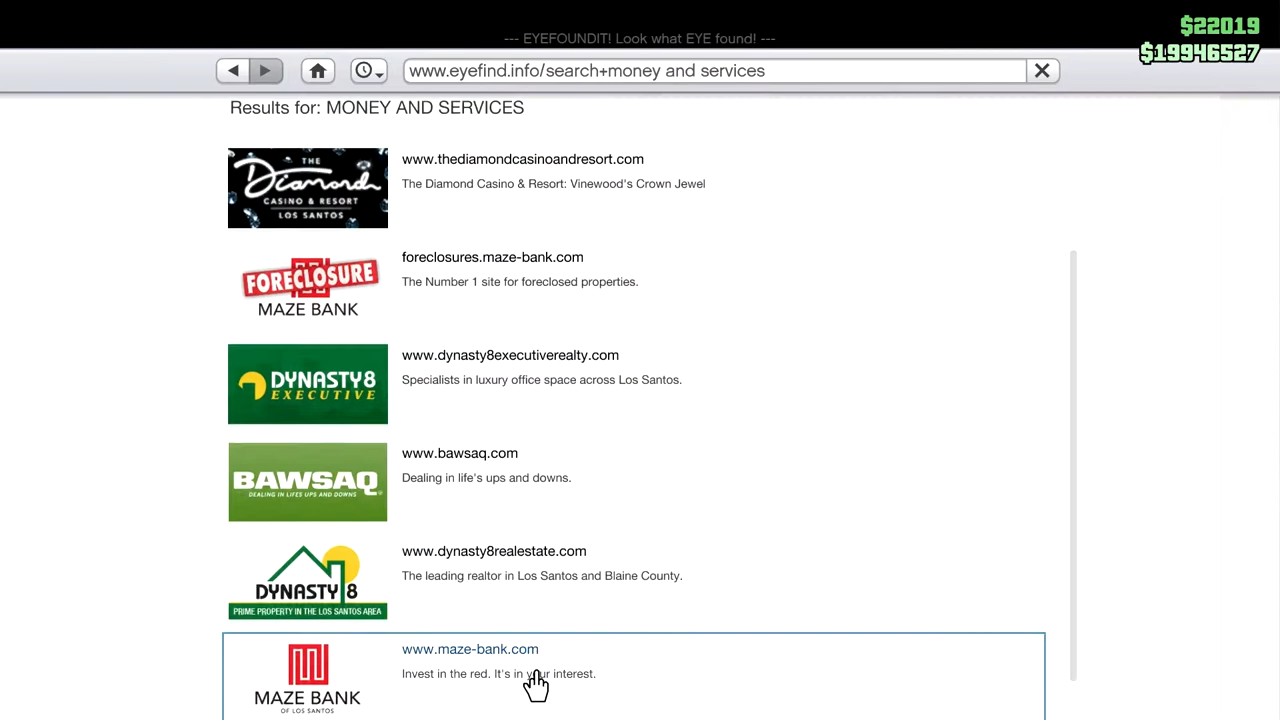 $22019
--- EYEFOUNDIT! Look what EYE found! ---
$19946527
www.eyefind.info/search+money and services
Results for: MONEY AND SERVICES
THE
Diamond
CASINO & RESORT
LOS SANTOS
www.thediamondcasinoandresort.com
The Diamond Casino & Resort: Vinewood's Crown Jewel
FORECLOSURE
MAZE BANK
foreclosures.maze-bank.com
The Number 1 site for foreclosed properties.
DYNASTY8
EXECUTIVE
www.dynasty8executiverealty.com
Specialists in luxury office space across Los Santos.
BAWSAQ
DEALING IN LIFES UPS AND DOWNS
www.bawsaq.com
Dealing in life's ups and downs.
DYNASTY 8
PRIME PROPERTY IN THE LOS SANTOS AREA
www.dynasty8realestate.com
The leading realtor in Los Santos and Blaine County.
MAZE BANK
OF LOS SANTOS
www.maze-bank.com
Invest in the red. It's in your interest.